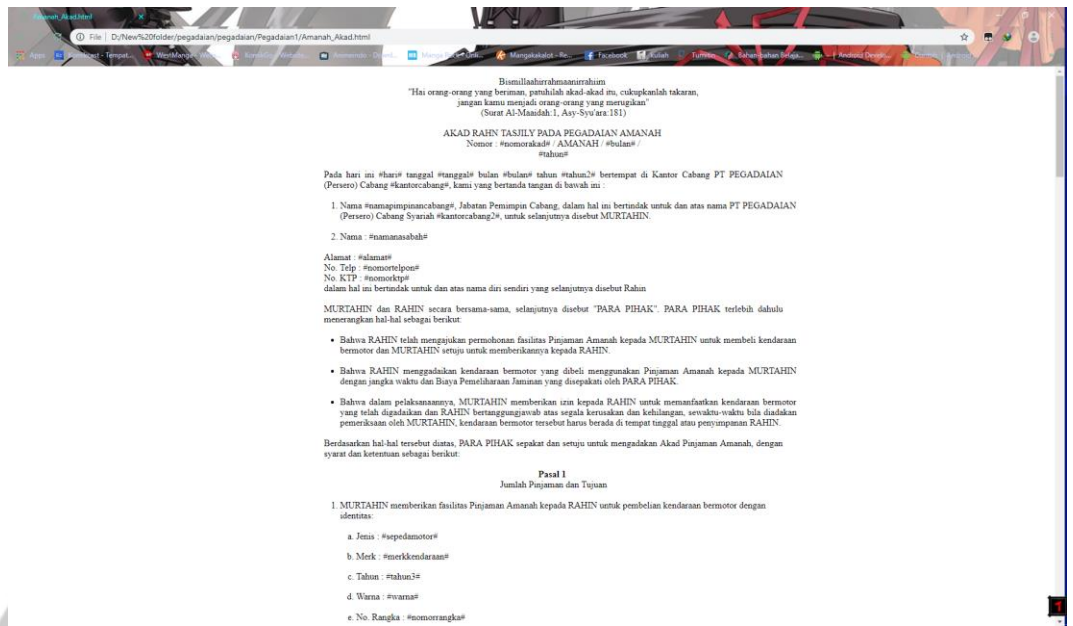 Amanah_Akad.html
File | D:/New%20folder/pegadaian/pegadaian/Pegadaian1/Amanah_Akad.html
Apps
WestManga
Facebook
kuliah
Turnitin
Bahan-bahan Belaja...
Bismillaahirrahmaanirrahiim
"Hai orang-orang yang beriman, patuhilah akad-akad itu, cukupkanlah takaran,
jangan kamu menjadi orang-orang yang merugikan"
(Surat Al-Maaidah:1, Asy-Syu'ara:181)
AKAD RAHN TASJILY PADA PEGADAIAN AMANAH
Nomor : #nomorakad# / AMANAH / #bulan# /
#tahun#
Pada hari ini #hari# tanggal #tanggal# bulan #bulan# tahun #tahun2# bertempat di Kantor Cabang PT PEGADAIAN
(Persero) Cabang #kantorcabang#, kami yang bertanda tangan di bawah ini :
1. Nama #namapimpinancabang#, Jabatan Pemimpin Cabang, dalam hal ini bertindak untuk dan atas nama PT PEGADAIAN
(Persero) Cabang Syariah #kantorcabang2#, untuk selanjutnya disebut MURTAHIN.
2. Nama : #namanasabah#
Alamat : #alamat#
No. Telp : #nomortelpon#
No. KTP : #nomorktp#
dalam hal ini bertindak untuk dan atas nama diri sendiri yang selanjutnya disebut Rahin
MURTAHIN dan RAHIN secara bersama-sama, selanjutnya disebut "PARA PIHAK". PARA PIHAK terlebih dahulu
menerangkan hal-hal sebagai berikut:
• Bahwa RAHIN telah mengajukan permohonan fasilitas Pinjaman Amanah kepada MURTAHIN untuk membeli kendaraan
bermotor dan MURTAHIN setuju untuk memberikannya kepada RAHIN.
• Bahwa RAHIN menggadaikan kendaraan bermotor yang dibeli menggunakan Pinjaman Amanah kepada MURTAHIN
dengan jangka waktu dan Biaya Pemeliharaan Jaminan yang disepakati oleh PARA PIHAK.
• Bahwa dalam pelaksanaannya, MURTAHIN memberikan izin kepada RAHIN untuk memanfaatkan kendaraan bermotor
yang telah digadaikan dan RAHIN bertanggungjawab atas segala kerusakan dan kehilangan, sewaktu-waktu bila diadakan
pemeriksaan oleh MURTAHIN, kendaraan bermotor tersebut harus berada di tempat tinggal atau penyimpanan RAHIN.
Berdasarkan hal-hal tersebut diatas, PARA PIHAK sepakat dan setuju untuk mengadakan Akad Pinjaman Amanah, dengan
syarat dan ketentuan sebagai berikut:
Pasal 1
Jumlah Pinjaman dan Tujuan
1. MURTAHIN memberikan fasilitas Pinjaman Amanah kepada RAHIN untuk pembelian kendaraan bermotor dengan
identitas:
a. Jenis : #sepedamotor#
b. Merk : #merkkendaraan#
c. Tahun : #tahun3#
d. Warna : #warna#
e. No. Rangka : #nomorrangka#
1